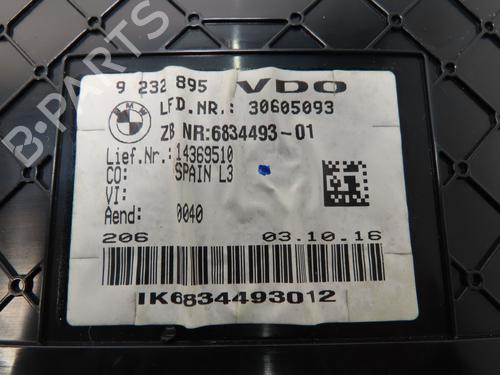 9 232 895 VDO
BMW
LFD.NR.: 30605093
ZB NR:6834493-01
Lief.Nr.:14369510
CO: SPAIN L3
VI:
Aend: 0040
206 03.10.16
IK6834493012
B-PARTS